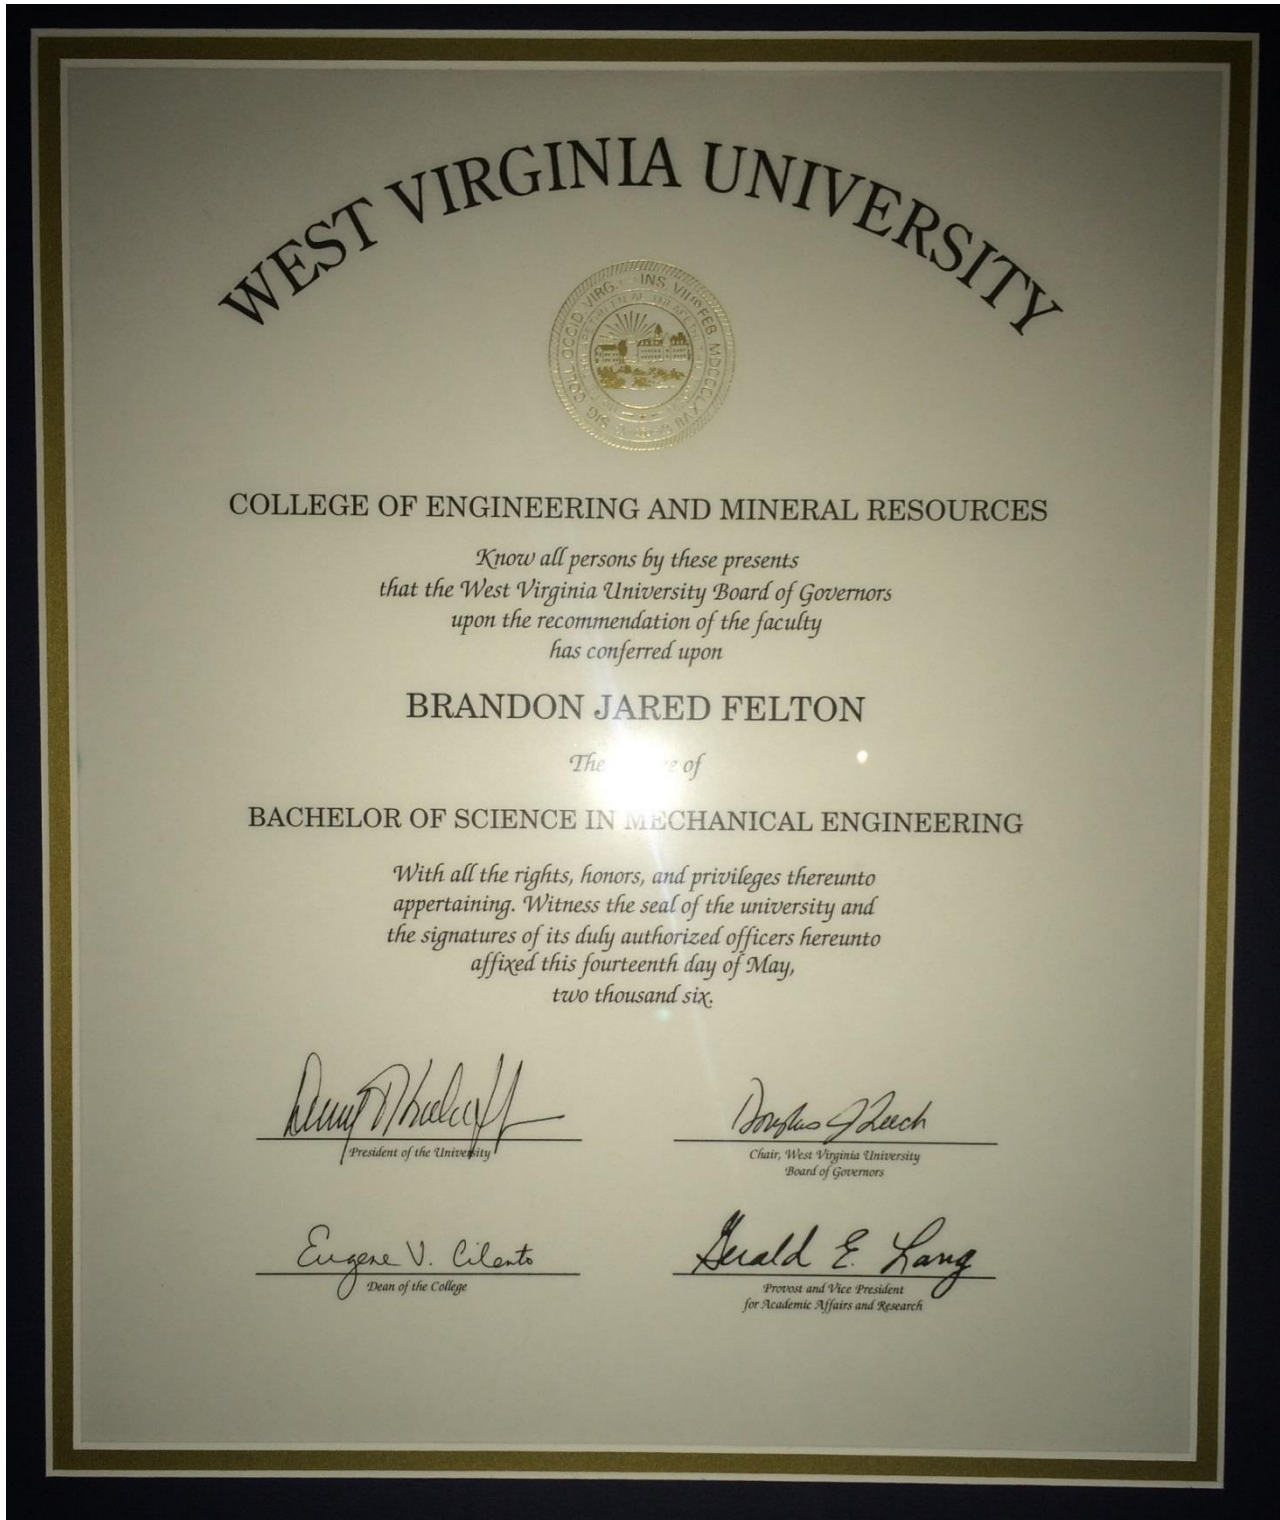 WEST VIRGINIA UNIVERSITY
COLLEGE OF ENGINEERING AND MINERAL RESOURCES
Know all persons by these presents
that the West Virginia University Board of Governors
upon the recommendation of the faculty
has conferred upon
BRANDON JARED FELTON
The of
BACHELOR OF SCIENCE IN MECHANICAL ENGINEERING
With all the rights, honors, and privileges thereunto
appertaining. Witness the seal of the university and
the signatures of its duly authorized officers hereunto
affixed this fourteenth day of May,
two thousand six.
President of the University
Douglas J Leech
Chair, West Virginia University
Board of Governors
Eugene V. Cilento
Dean of the College
Gerald E. Lang
Provost and Vice President
for Academic Affairs and Research